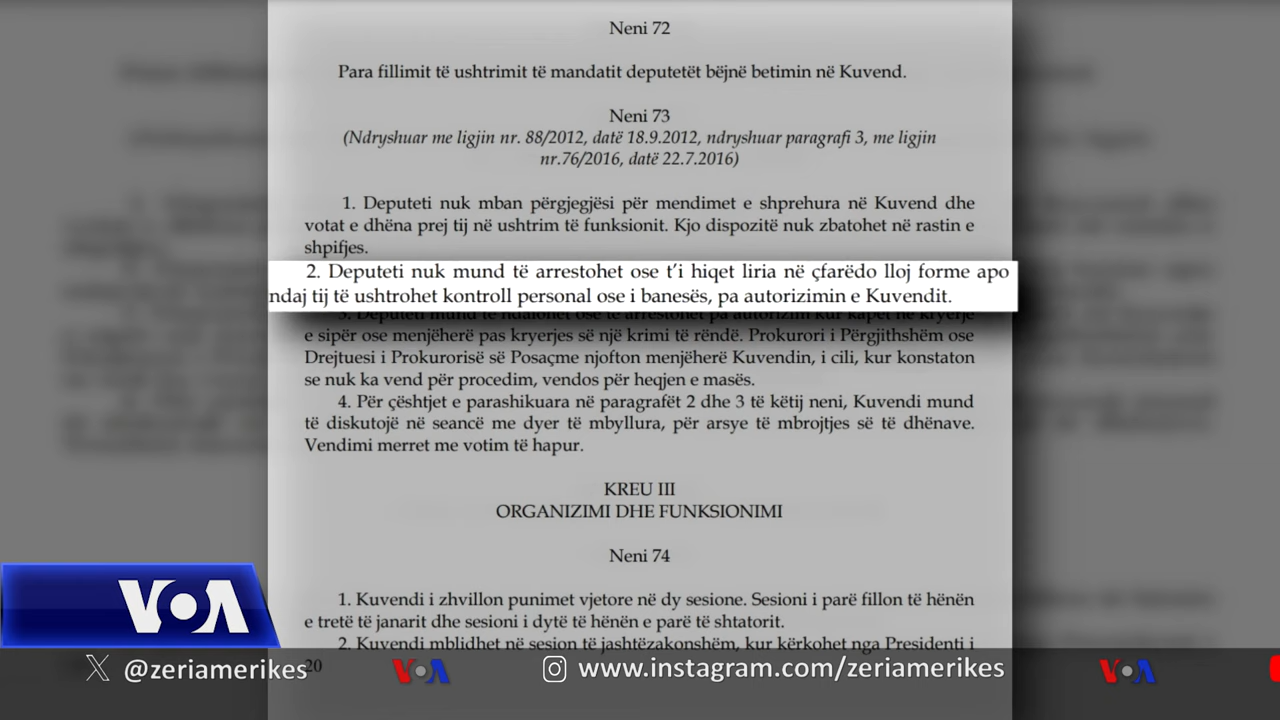 Neni 72
Para fillimit të ushtrimit të mandatit deputetët bëjnë betimin në Kuvend.
Neni 73
(Ndryshuar me ligjin nr. 88/2012, datë 18.9.2012, ndryshuar paragrafi 3, me ligjin
nr.76/2016, datë 22.7.2016)
1. Deputeti nuk mban përgjegjësi për mendimet e shprehura në Kuvend dhe
votat e dhëna prej tij në ushtrim të funksionit. Kjo dispozitë nuk zbatohet në rastin e
shpifjes.
2. Deputeti nuk mund të arrestohet ose t'i hiqet liria në çfarëdo lloj forme apo
ndaj tij të ushtrohet kontroll personal ose i banesës, pa autorizimin e Kuvendit.
3. Deputeti mund të ndalohet ose të arrestohet pa autorizim kur kapet në kryerje
e sipër ose menjëherë pas kryerjes së një krimi të rëndë. Prokurori i Përgjithshëm ose
Drejtuesi i Prokurorisë së Posaçme njofton menjëherë Kuvendin, i cili, kur konstaton
se nuk ka vend për procedim, vendos për heqjen e masës.
4. Për çështjet e parashikuara në paragrafët 2 dhe 3 të këtij neni, Kuvendi mund
të diskutojë në seancë me dyer të mbyllura, për arsye të mbrojtjes së të dhënave.
Vendimi merret me votim të hapur.
KREU III
ORGANIZIMI DHE FUNKSIONIMI
Neni 74
1. Kuvendi i zhvillon punimet vjetore në dy sesione. Sesioni i parë fillon të hënën
e tretë të janarit dhe sesioni i dytë të hënën e parë të shtatorit.
2. Kuvendi mblidhet në sesion të jashtëzakonshëm, kur kërkohet nga Presidenti i
20
VOA
@zeriamerikes
VOA
www.instagram.com/zeriamerikes
VOA